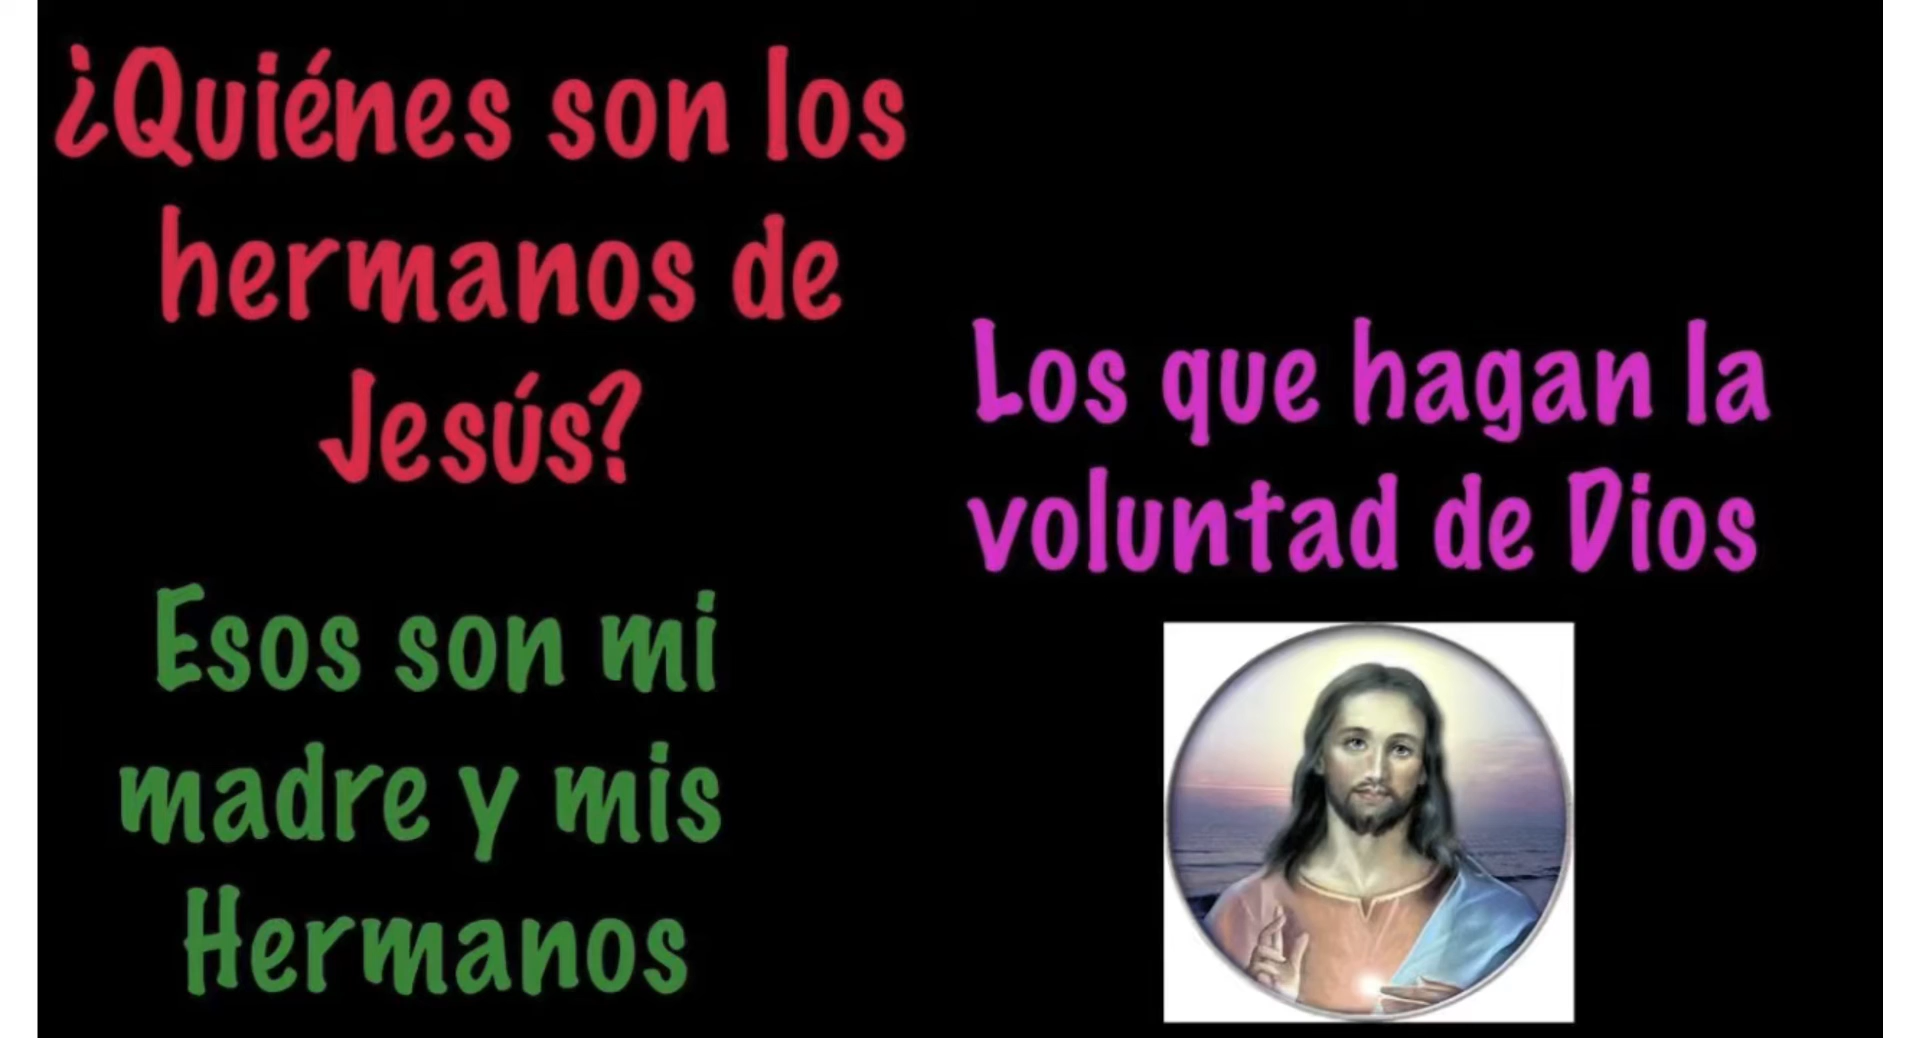 ¿Quiénes son los
hermanos de
Jesús?
Esos son mi
madre y mis
Hermanos
Los que hagan la
voluntad de Dios